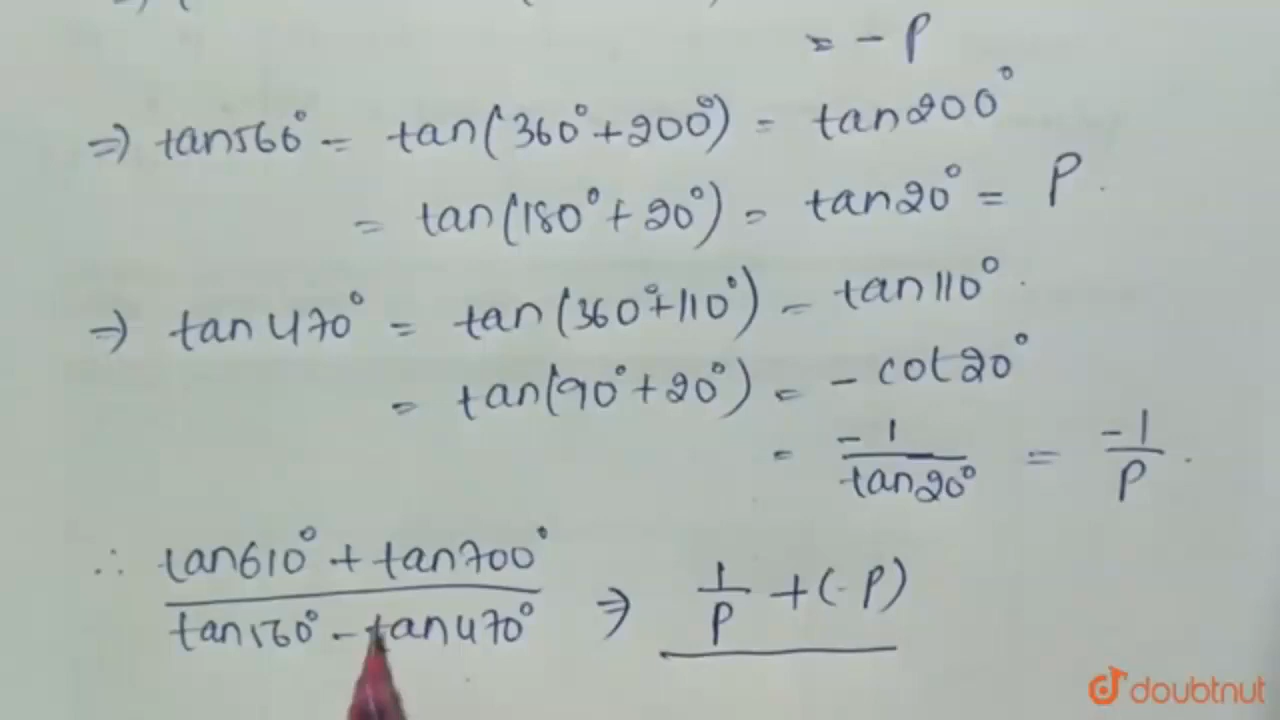 = - P
⇒ tan560° = tan(360° + 200°) = tan200°
= tan(180° + 20°) = tan20° = P.
⇒ tan470° = tan(360° + 110°) = tan110°.
= tan(90° + 20°) = - cot20°
= -1/tan20° = -1/P.
∴ tan610° + tan700° / tan560° - tan470° ⇒ 1/P + (-P)
doubtnut